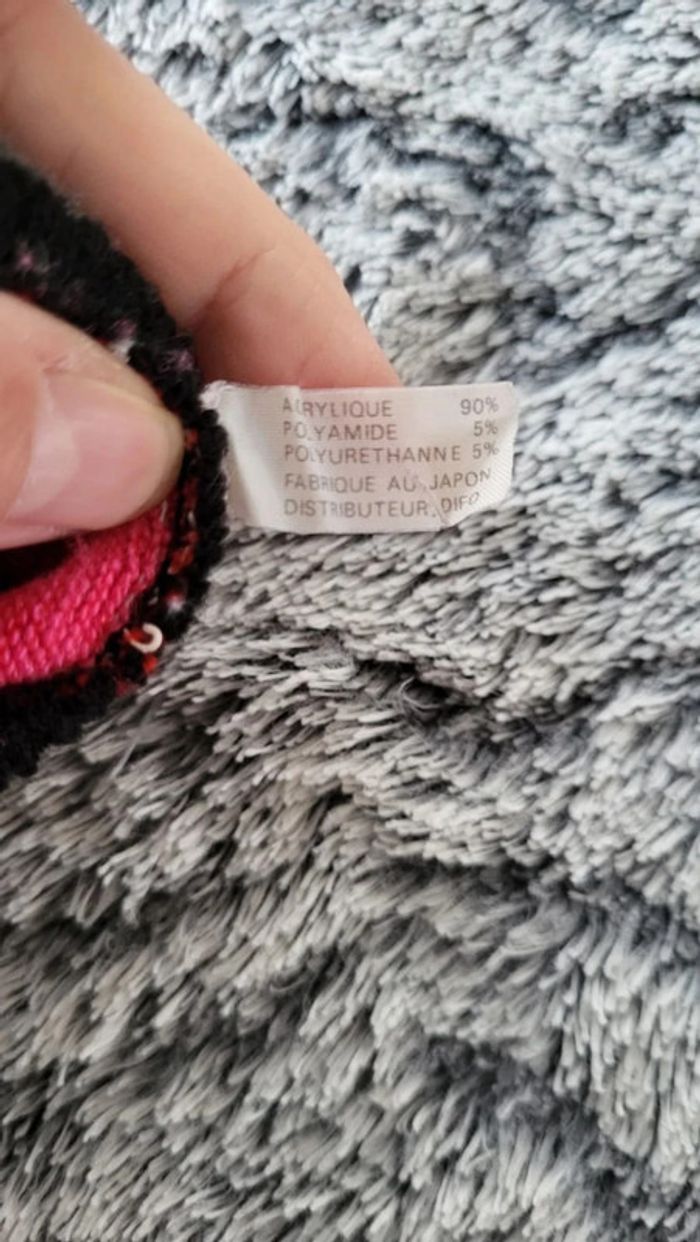 ACRYLIQUE 90%
POLYAMIDE 5%
POLYURETHANNE 5%
FABRIQUE AU JAPON
DISTRIBUTEUR DIFO